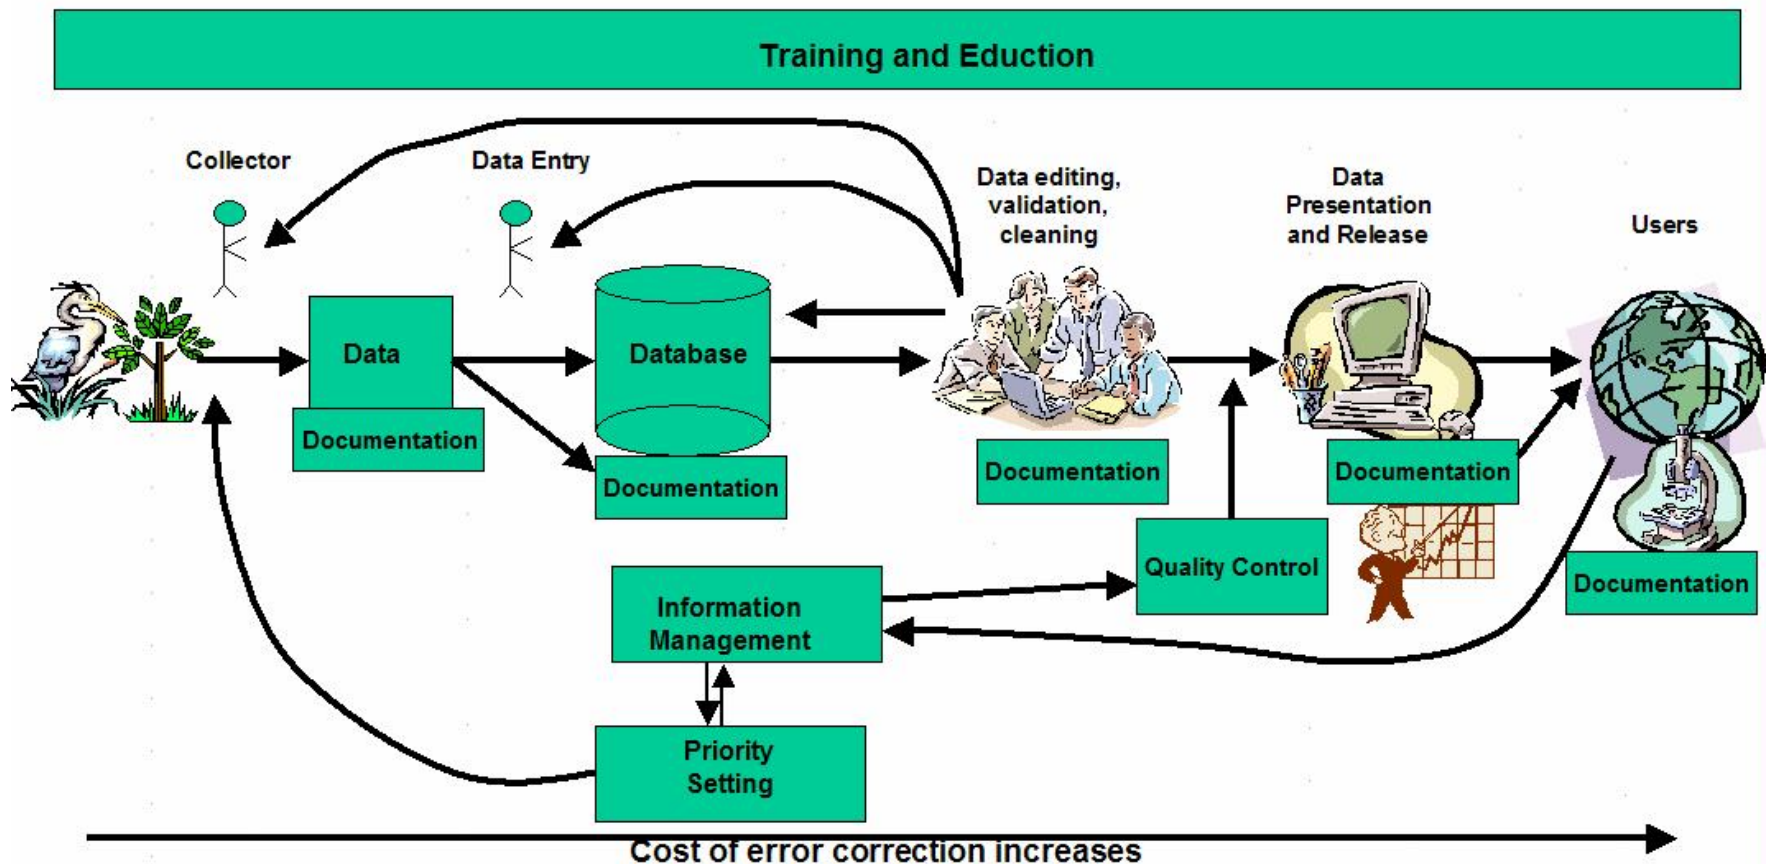 Training and Eduction
Collector
Data Entry
Data editing,
validation,
cleaning
Data
Presentation
and Release
Users
Data
Database
Documentation
Documentation
Documentation
Documentation
Quality Control
Documentation
Information
Management
Priority
Setting
Cost of error correction increases